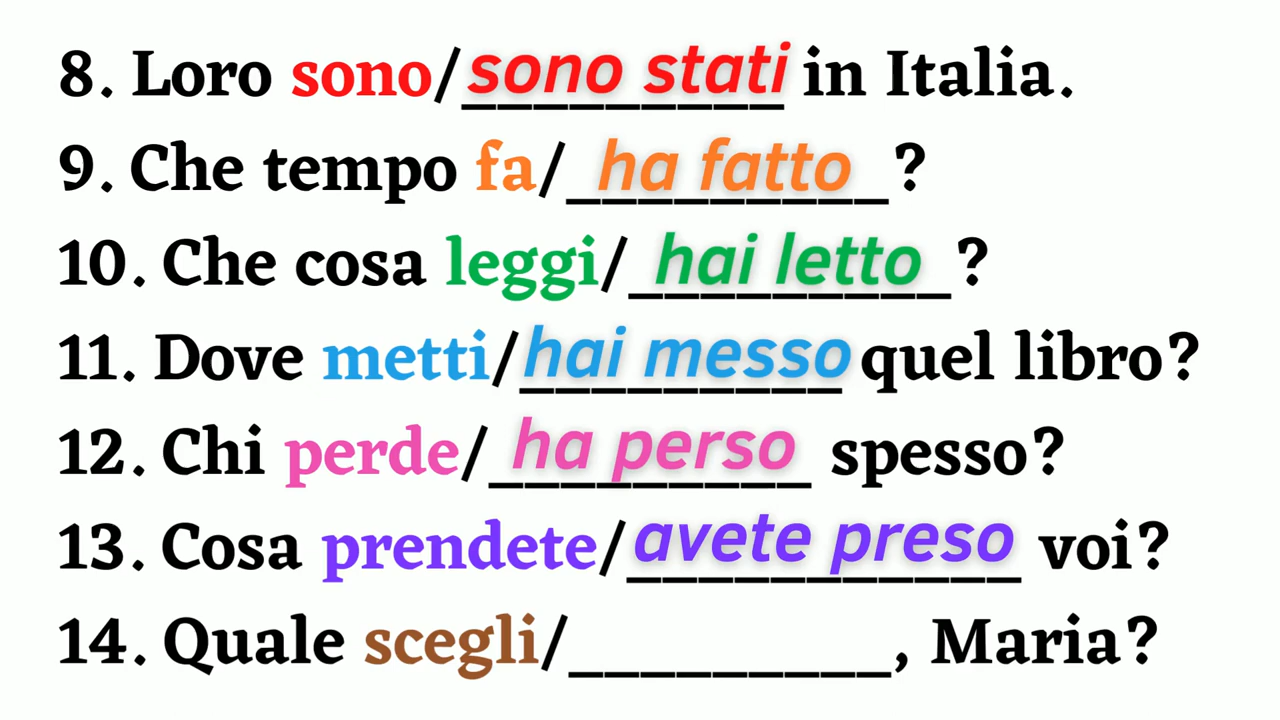 8. Loro sono/sono stati in Italia.
9. Che tempo fa/ha fatto?
10. Che cosa leggi/hai letto?
11. Dove metti/hai messo quel libro?
12. Chi perde/ha perso spesso?
13. Cosa prendete/avete preso voi?
14. Quale scegli/_________, Maria?